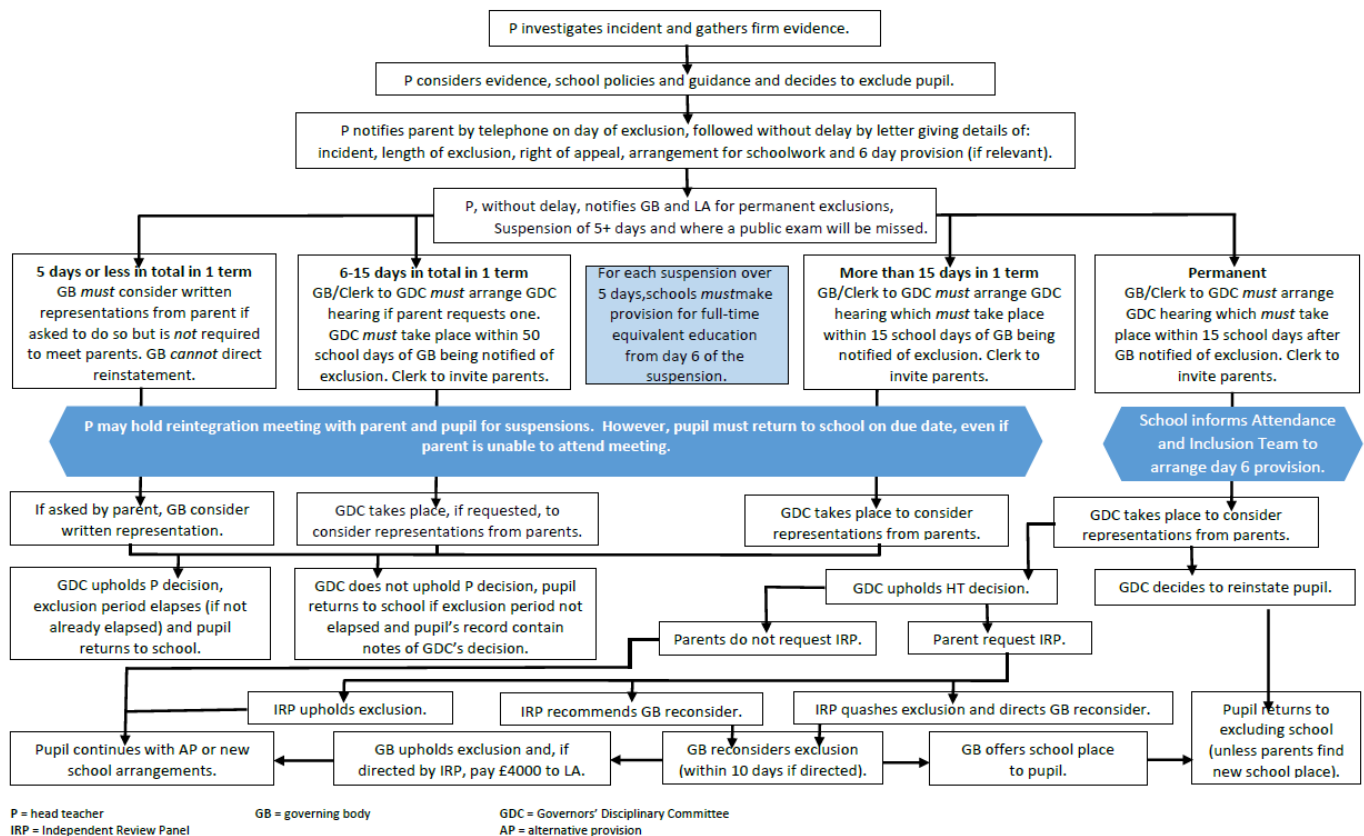 P investigates incident and gathers firm evidence.
P considers evidence, school policies and guidance and decides to exclude pupil.
P notifies parent by telephone on day of exclusion, followed without delay by letter giving details of:
incident, length of exclusion, right of appeal, arrangement for schoolwork and 6 day provision (if relevant).
P, without delay, notifies GB and LA for permanent exclusions,
Suspension of 5+ days and where a public exam will be missed.
5 days or less in total in 1 term
GB must consider written
representations from parent if
asked to do so but is not required
to meet parents. GB cannot direct
reinstatement.
6-15 days in total in 1 term
GB/Clerk to GDC must arrange GDC
hearing if parent requests one.
GDC must take place within 50
school days of GB being notified of
exclusion. Clerk to invite parents.
For each suspension over
5 days,schools mustmake
provision for full-time
equivalent education
from day 6 of the
suspension.
More than 15 days in 1 term
GB/Clerk to GDC must arrange GDC
hearing which must take place
within 15 school days of GB being
notified of exclusion. Clerk to
invite parents.
Permanent
GB/Clerk to GDC must arrange
GDC hearing which must take
place within 15 school days after
GB notified of exclusion. Clerk to
invite parents.
P may hold reintegration meeting with parent and pupil for suspensions. However, pupil must return to school on due date, even if
parent is unable to attend meeting.
School informs Attendance
and Inclusion Team to
arrange day 6 provision.
If asked by parent, GB consider
written representation.
GDC takes place, if requested, to
consider representations from parents.
GDC takes place to consider
representations from parents.
GDC takes place to consider
representations from parents.
GDC upholds P decision,
exclusion period elapses (if not
already elapsed) and pupil
returns to school.
GDC does not uphold P decision, pupil
returns to school if exclusion period not
elapsed and pupil's record contain
notes of GDC's decision.
GDC upholds HT decision.
GDC decides to reinstate pupil.
Parents do not request IRP.
Parent request IRP.
IRP upholds exclusion.
IRP recommends GB reconsider.
IRP quashes exclusion and directs GB reconsider.
Pupil returns to
excluding school
(unless parents find
new school place).
Pupil continues with AP or new
school arrangements.
GB upholds exclusion and, if
directed by IRP, pay £4000 to LA.
GB reconsiders exclusion
(within 10 days if directed).
GB offers school place
to pupil.
P = head teacher
GB = governing body
GDC = Governors' Disciplinary Committee
IRP = Independent Review Panel
AP = alternative provision